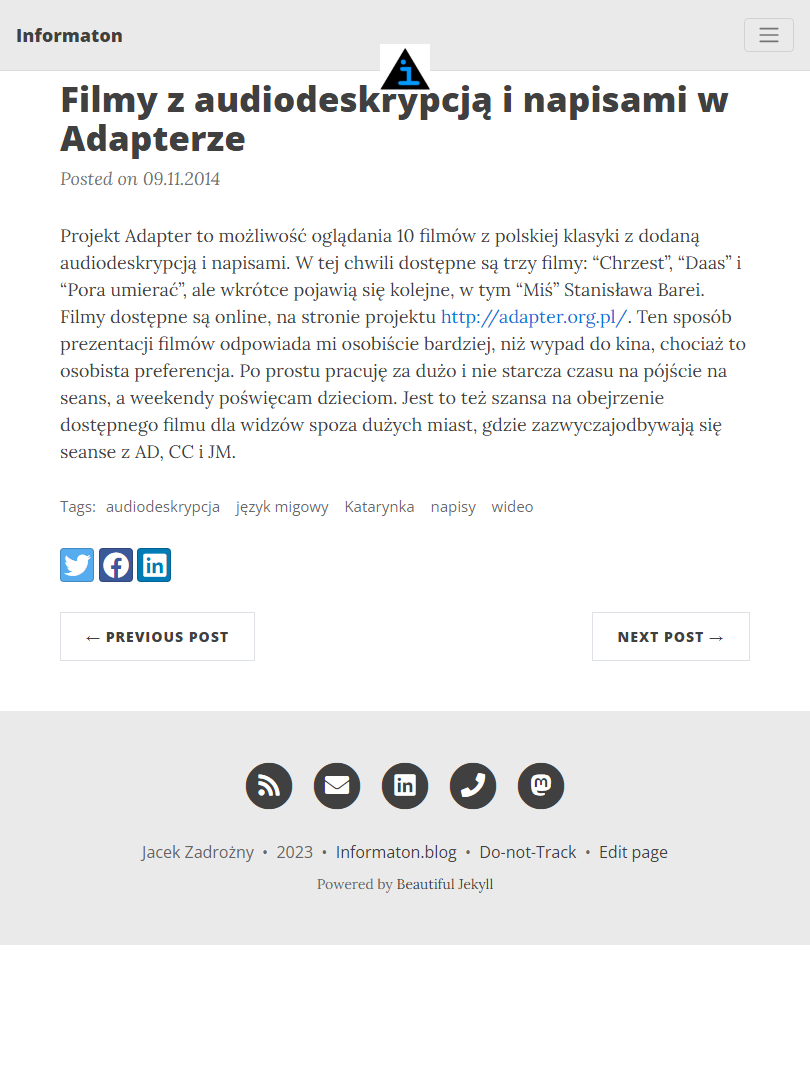 Informaton
Filmy z audiodeskrypcją i napisami w
Adapterze
Posted on 09.11.2014
Projekt Adapter to możliwość oglądania 10 filmów z polskiej klasyki z dodaną
audiodeskrypcją i napisami. W tej chwili dostępne są trzy filmy: “Chrzest”, “Daas” i
“Pora umierać”, ale wkrótce pojawią się kolejne, w tym “Miś” Stanisława Barei.
Filmy dostępne są online, na stronie projektu http://adapter.org.pl/. Ten sposób
prezentacji filmów odpowiada mi osobiście bardziej, niż wypad do kina, chociaż to
osobista preferencja. Po prostu pracuję za dużo i nie starcza czasu na pójście na
seans, a weekendy poświęcam dzieciom. Jest to też szansa na obejrzenie
dostępnego filmu dla widzów spoza dużych miast, gdzie zazwyczajodbywają się
seanse z AD, CC i JM.
Tags: audiodeskrypcja język migowy Katarynka napisy wideo
← PREVIOUS POST
NEXT POST →
Jacek Zadrożny • 2023 • Informaton.blog • Do-not-Track • Edit page
Powered by Beautiful Jekyll